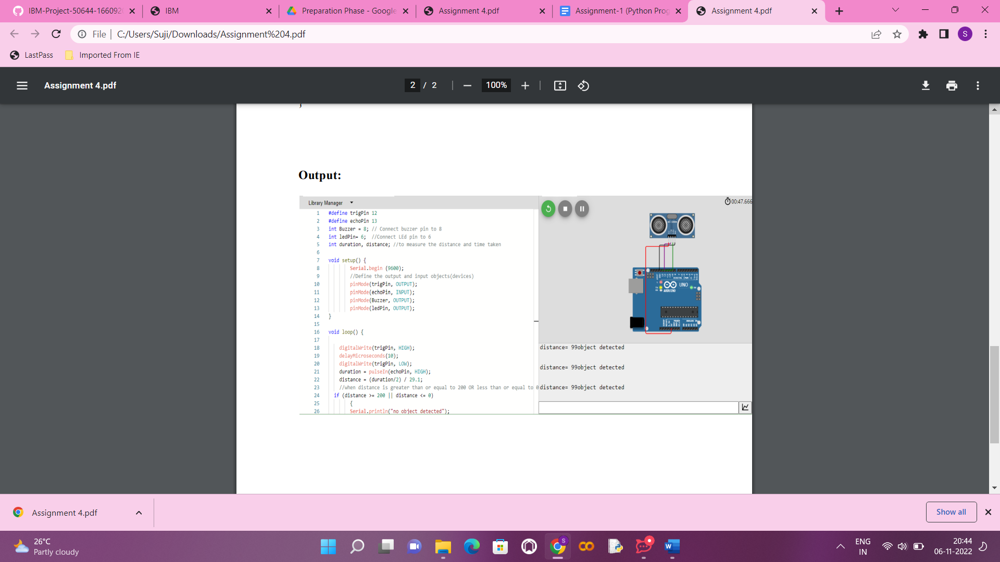 IBM-Project-50644-166092
IBM
Preparation Phase - Google
Assignment 4.pdf
Assignment-1 (Python Prog
Assignment 4.pdf
File
C:/Users/Suji/Downloads/Assignment%204.pdf
S
LastPass
Imported From IE
Assignment 4.pdf
2 / 2
100%
}
Output:
Library Manager
00:47.666
1 #define trigPin 12
2 #define echoPin 13
3 int Buzzer = 8; // Connect buzzer pin to 8
4 int ledPin= 6;  //Connect LEd pin to 6
5 int duration, distance; //to measure the distance and time taken
6
7 void setup() {
8 Serial.begin (9600);
9 //Define the output and input objects(devices)
10 pinMode(trigPin, OUTPUT);
11 pinMode(echoPin, INPUT);
12 pinMode(Buzzer, OUTPUT);
13 pinMode(ledPin, OUTPUT);
14 }
15
16 void loop() {
17
18 digitalWrite(trigPin, HIGH);
19 delayMicroseconds(10);
20 digitalWrite(trigPin, LOW);
21 duration = pulseIn(echoPin, HIGH);
22 distance = (duration/2) / 29.1;
23 //when distance is greater than or equal to 200 OR less than or equal to 0
24 if (distance >= 200 || distance <= 0)
25 {
26 Serial.println("no object detected");
UNO
ARDUINO
distance= 99object detected
distance= 99object detected
distance= 99object detected
Assignment 4.pdf
Show all
26°C
Partly cloudy
S
ENG
IN
20:44
06-11-2022